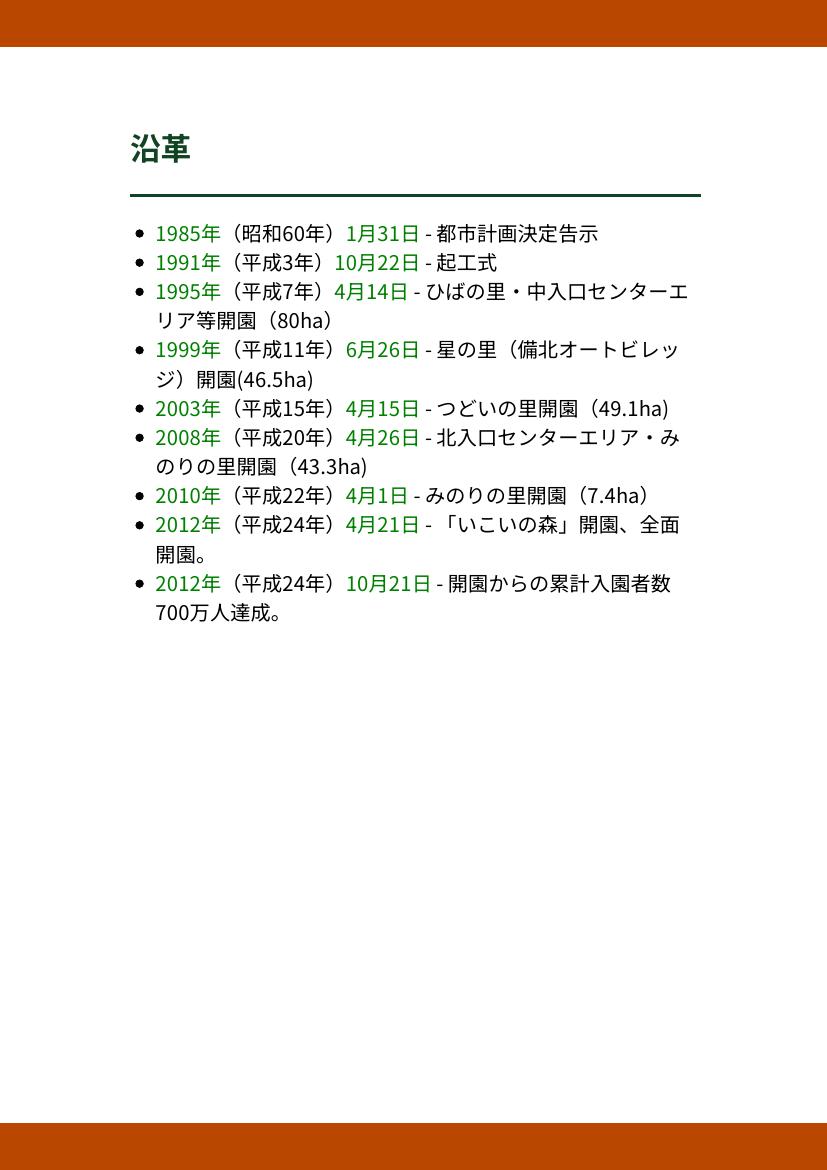 沿革
1985年（昭和60年）1月31日 - 都市計画決定告示
1991年（平成3年）10月22日 - 起工式
1995年（平成7年）4月14日 - ひばの里・中入口センターエ
リア等開園（80ha）
1999年（平成11年）6月26日 - 星の里（備北オートビレッ
ジ）開園(46.5ha)
2003年（平成15年）4月15日 - つどいの里開園（49.1ha)
2008年（平成20年）4月26日 - 北入口センターエリア・み
のりの里開園（43.3ha)
2010年（平成22年）4月1日 - みのりの里開園（7.4ha）
2012年（平成24年）4月21日 - 「いこいの森」開園、全面
開園。
2012年（平成24年）10月21日 - 開園からの累計入園者数
700万人達成。